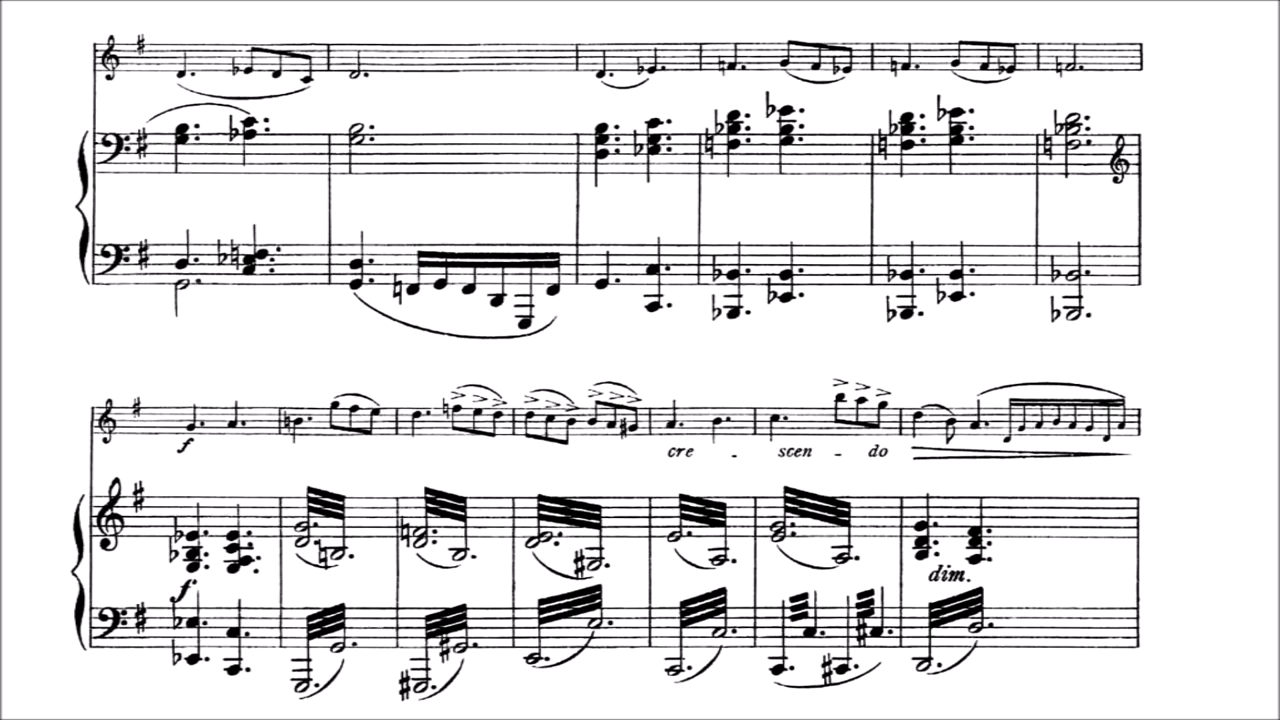 f
cre - scen - do
f
dim.